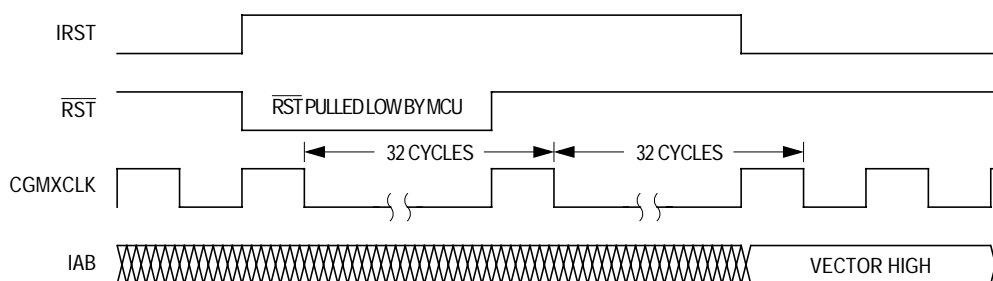 IRST
RST
RST PULLED LOW BY MCU
32 CYCLES
32 CYCLES
CGMXCLK
IAB
VECTOR HIGH